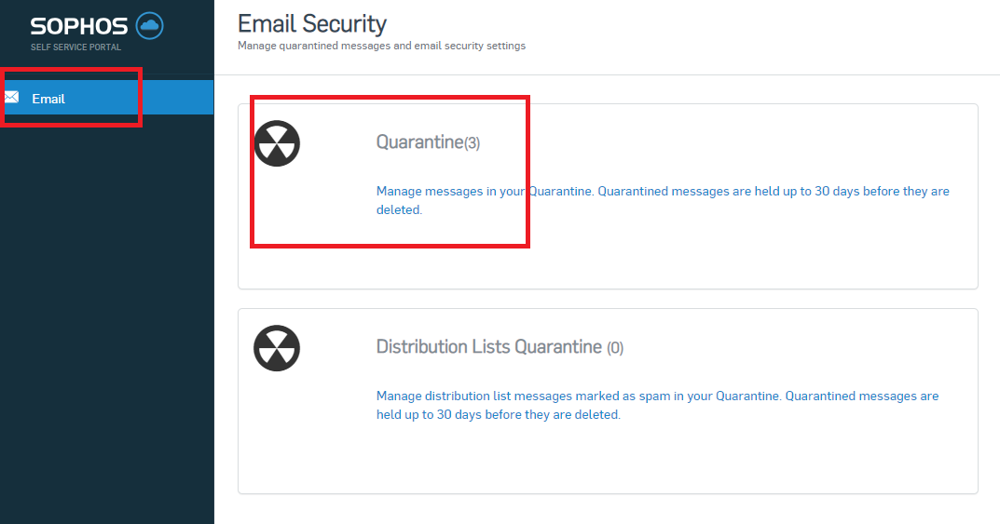 SOPHOS
SELF SERVICE PORTAL
Email
Email Security
Manage quarantined messages and email security settings
Quarantine(3)
Manage messages in your Quarantine. Quarantined messages are held up to 30 days before they are
deleted.
Distribution Lists Quarantine (0)
Manage distribution list messages marked as spam in your Quarantine. Quarantined messages are
held up to 30 days before they are deleted.